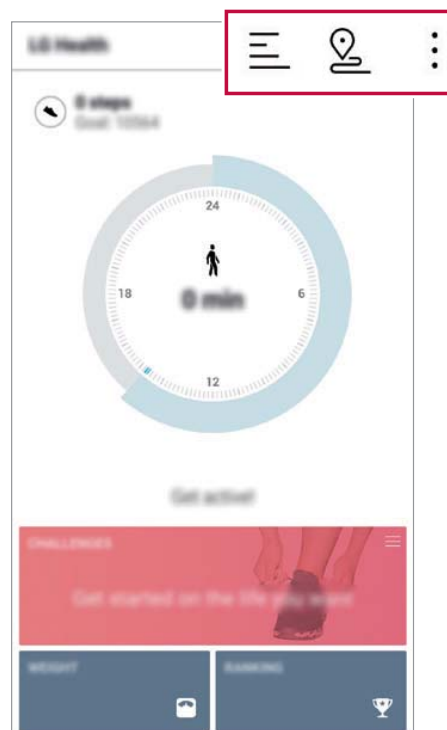 LG Health
0 steps
Goal: 10564
24
18
0 min
6
12
Get active!
CHALLENGES
Get started on the life you want
WEIGHT
RANKING